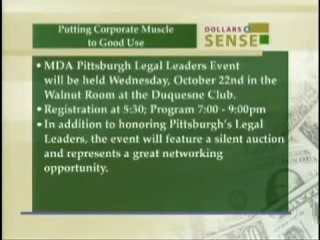 Putting Corporate Muscle
to Good Use
DOLLARS &
SENSE
• MDA Pittsburgh Legal Leaders Event
will be held Wednesday, October 22nd in the
Walnut Room at the Duquesne Club.
• Registration at 5:30; Program 7:00 - 9:00pm
• In addition to honoring Pittsburgh's Legal
Leaders, the event will feature a silent auction
and represents a great networking
opportunity.